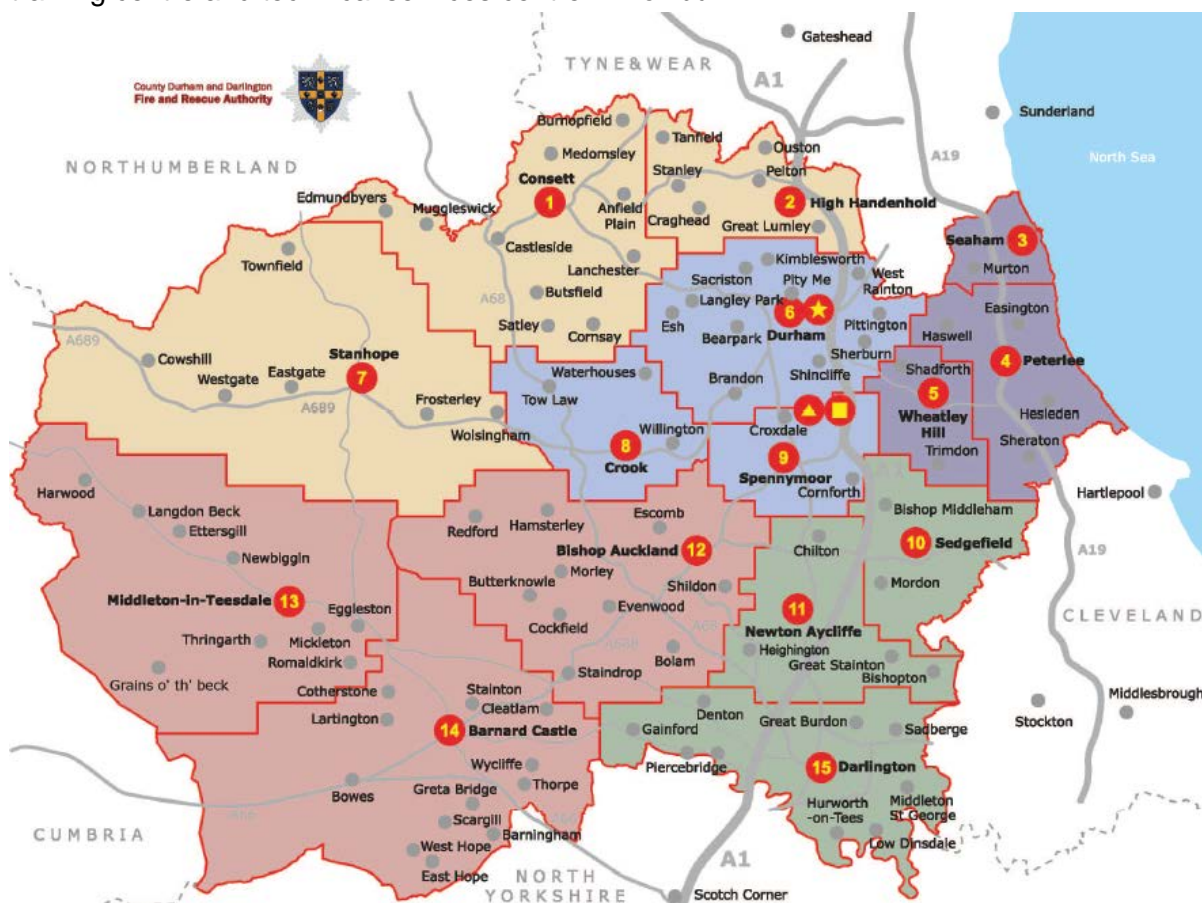 Gateshead
TYNE&WEAR
A1
County Durham and Darlington
Fire and Rescue Authority
Sunderland
Burnopfield
Tanfield
Ouston
A19
North Sea
NORTHUMBERLAND
Medomsley
Stanley
Pelton
Consett
1
2
High Handenhold
Edmundbyers
Muggleswick
Anfield
Plain
Craghead
Great Lumley
Castleside
Seaham
3
Townfield
Lanchester
Kimblesworth
Murton
Sacriston
Pity Me
West
Rainton
A68
Butsfield
Langley Park
6
Easington
Satley
Cornsay
Esh
Bearpark
Durham
Pittington
Haswell
A689
Cowshill
Stanhope
Sherburn
4
Peterlee
Westgate
Eastgate
7
Waterhouses
Brandon
Shincliffe
Shadforth
5
A689
Frosterley
Tow Law
Wheatley
Hill
Hesleden
Wolsingham
Willington
Croxdale
8
Crook
9
Spennymoor
Trimdon
Sheraton
Harwood
Cornforth
Hartlepool
Langdon Beck
Redford
Hamsterley
Escomb
Bishop Middleham
Ettersgill
Bishop Auckland
12
Chilton
10
Sedgefield
A19
Newbiggin
Butterknowle
Morley
Shildon
Mordon
Middleton-in-Teesdale
13
Eggleston
Evenwood
A68
11
CLEVELAND
Thringarth
Mickleton
Cockfield
A688
Newton Aycliffe
Romaldkirk
Bolam
Heighington
Great Stainton
Grains o' th' beck
Staindrop
Bishopton
Cotherstone
Stainton
Middlesbrough
Lartington
Cleatlam
Denton
Great Burdon
Stockton
14
Barnard Castle
Gainford
Sadberge
Wycliffe
Piercebridge
15
Darlington
Bowes
Greta Bridge
Thorpe
Hurworth
-on-Tees
Middleton
St George
A66
Scargill
A66
CUMBRIA
Barningham
West Hope
Low Dinsdale
East Hope
A1
NORTH
YORKSHIRE
Scotch Corner